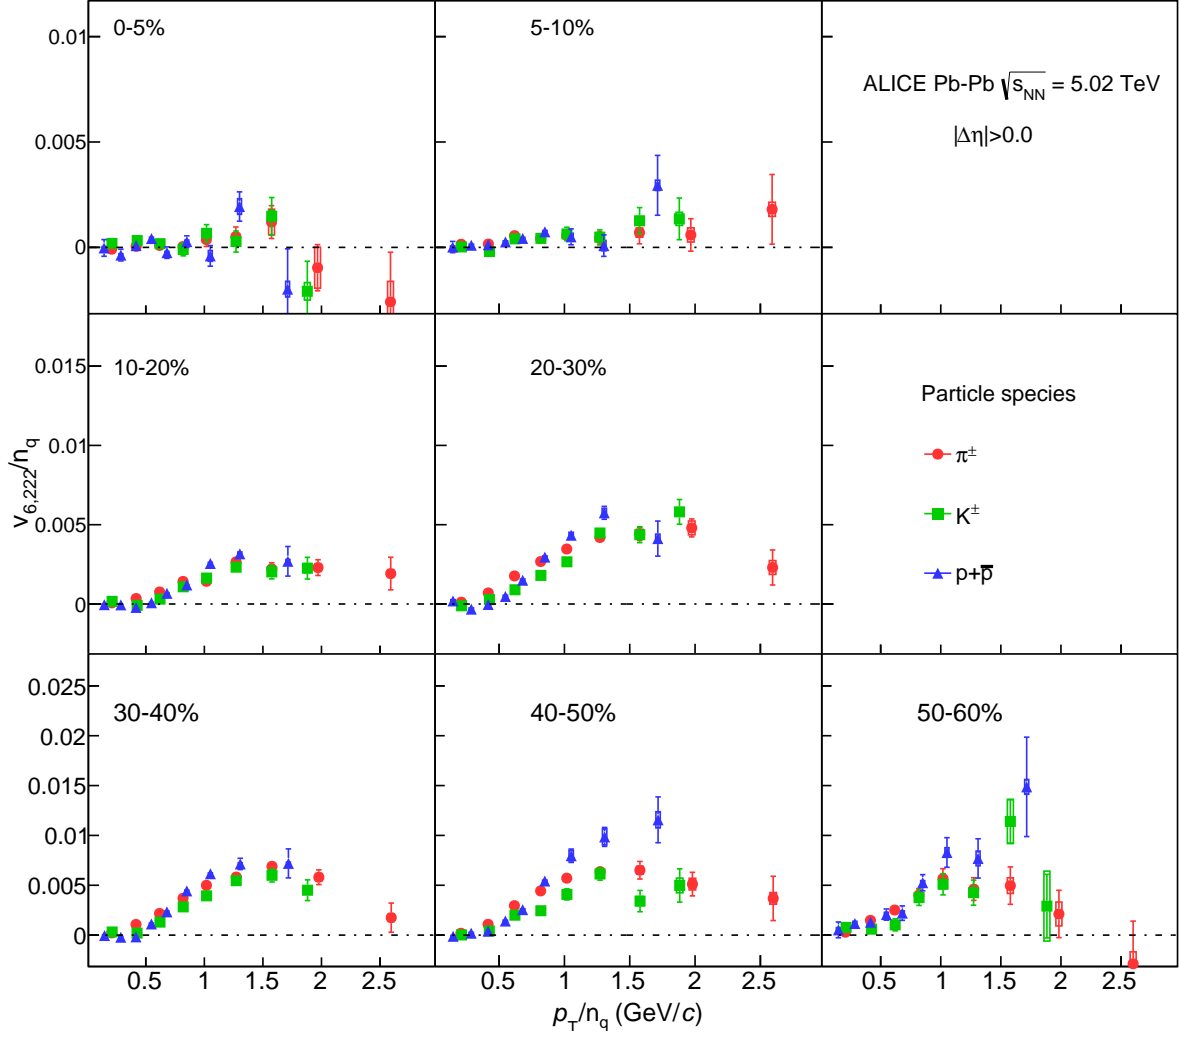 0-5%
5-10%
0.01
0.005
0
ALICE Pb-Pb √sNN = 5.02 TeV
|Δη|>0.0
10-20%
20-30%
0.015
0.01
0.005
0
v6,222/nq
Particle species
π±
K±
p+p̅
30-40%
40-50%
50-60%
0.025
0.02
0.015
0.01
0.005
0
0.5 1 1.5 2 2.5
0.5 1 1.5 2 2.5
0.5 1 1.5 2 2.5
pT/nq (GeV/c)